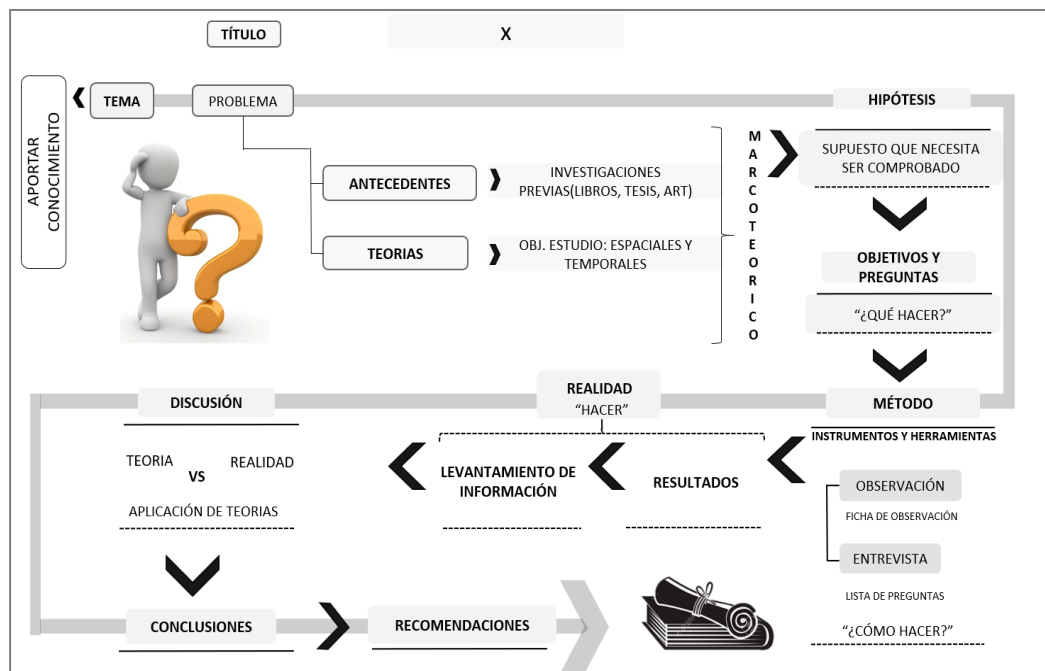 TÍTULO
X
APORTAR
CONOCIMIENTO
TEMA
PROBLEMA
HIPÓTESIS
ANTECEDENTES
INVESTIGACIONES
PREVIAS(LIBROS, TESIS, ART)
TEORIAS
OBJ. ESTUDIO: ESPACIALES Y
TEMPORALES
MARCOTEORICO
SUPUESTO QUE NECESITA
SER COMPROBADO
OBJETIVOS Y
PREGUNTAS
“¿QUÉ HACER?”
MÉTODO
INSTRUMENTOS Y HERRAMIENTAS
OBSERVACIÓN
FICHA DE OBSERVACIÓN
ENTREVISTA
LISTA DE PREGUNTAS
“¿CÓMO HACER?”
REALIDAD
“HACER”
RESULTADOS
LEVANTAMIENTO DE
INFORMACIÓN
DISCUSIÓN
TEORIA
VS
REALIDAD
APLICACIÓN DE TEORIAS
CONCLUSIONES
RECOMENDACIONES